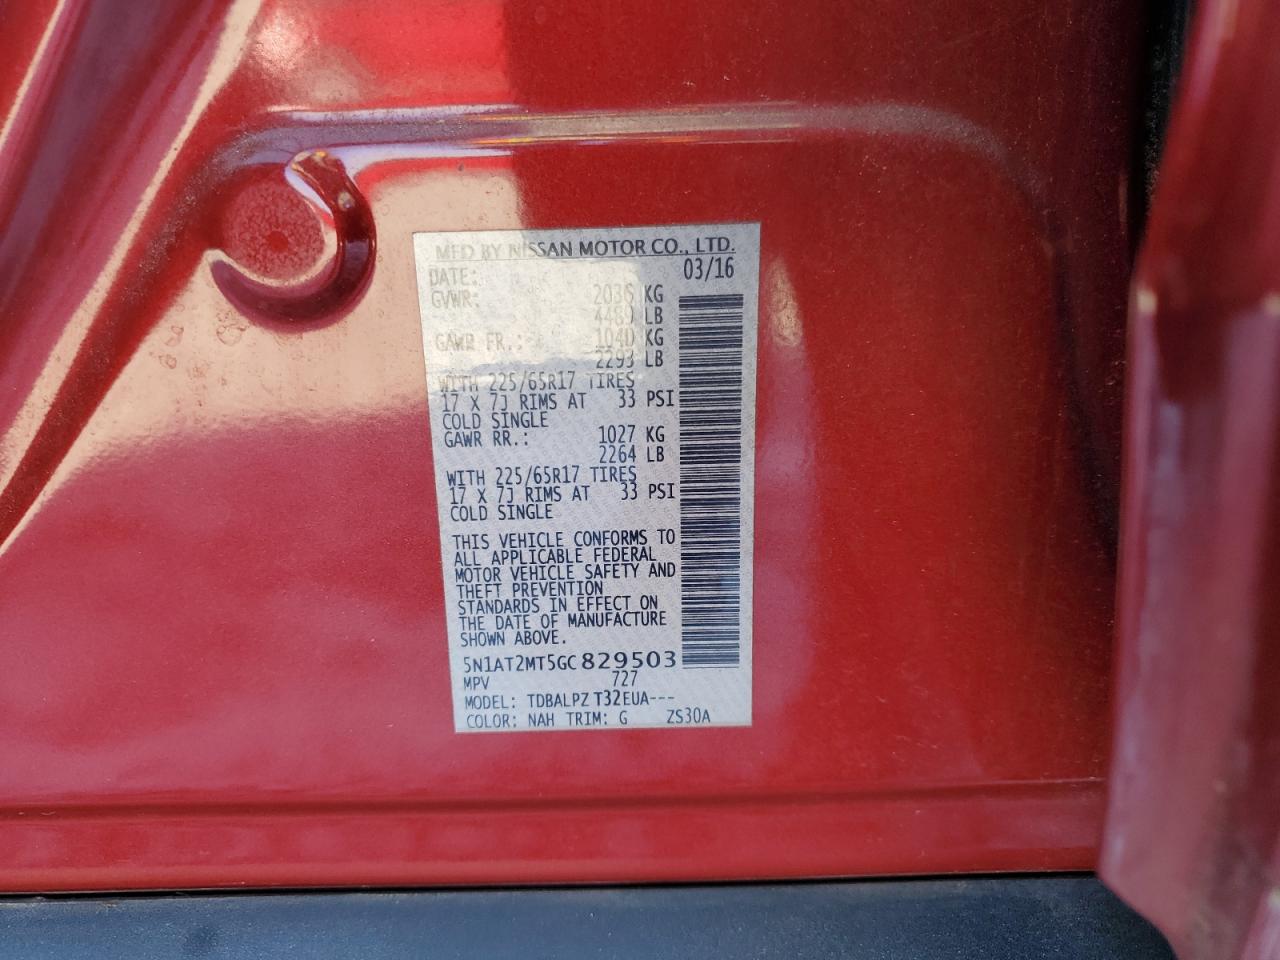 MFD BY NISSAN MOTOR CO., LTD.
DATE: 03/16
GVWR: 2036 KG
4489 LB
GAWR FR.: 1040 KG
2293 LB
WITH 225/65R17 TIRES
17 X 7J RIMS AT 33 PSI
COLD SINGLE
GAWR RR.: 1027 KG
2264 LB
WITH 225/65R17 TIRES
17 X 7J RIMS AT 33 PSI
COLD SINGLE
THIS VEHICLE CONFORMS TO
ALL APPLICABLE FEDERAL
MOTOR VEHICLE SAFETY AND
THEFT PREVENTION
STANDARDS IN EFFECT ON
THE DATE OF MANUFACTURE
SHOWN ABOVE.
5N1AT2MT5GC829503
MPV 727
MODEL: TDBALPZ T32EUA---
COLOR: NAH TRIM: G ZS30A